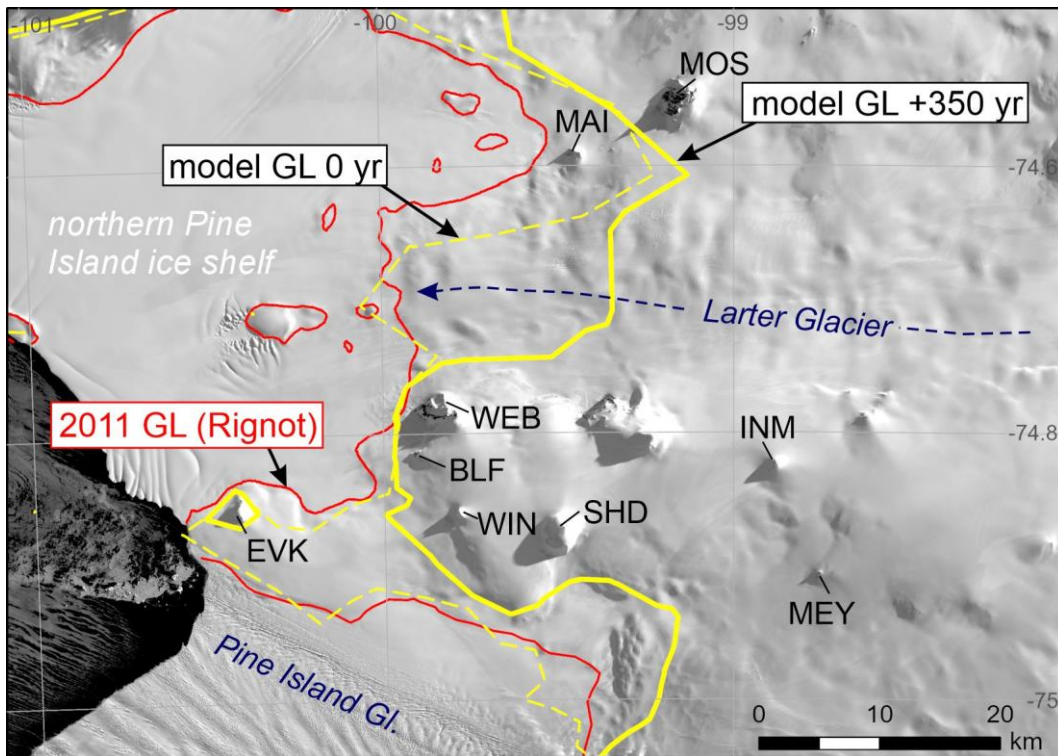 -101
-100
-99
MOS
model GL +350 yr
MAI
model GL 0 yr
-74.6
northern Pine
Island ice shelf
Larter Glacier
2011 GL (Rignot)
WEB
-74.8
INM
BLF
WIN
SHD
EVK
MEY
Pine Island Gl.
-75
0
10
20
km